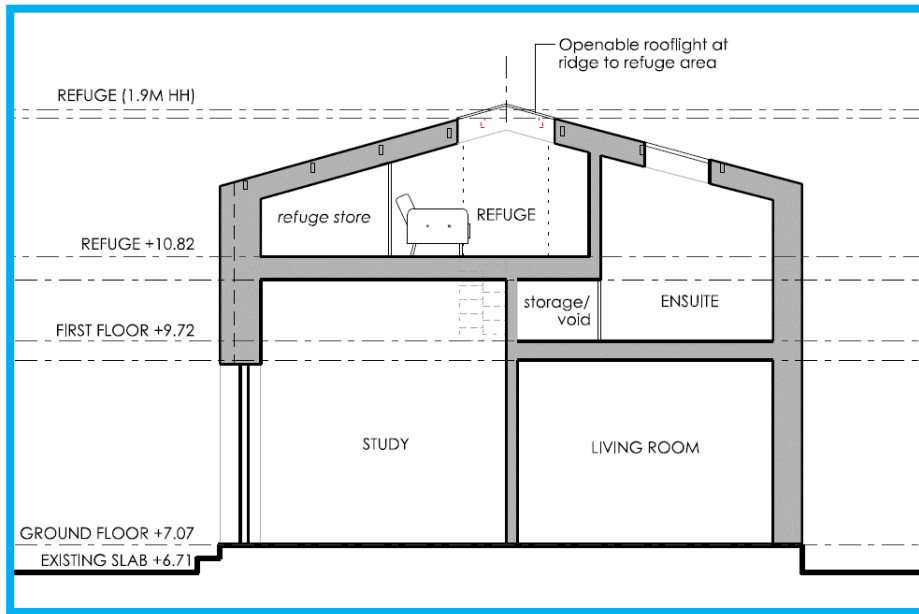 Openable rooflight at
ridge to refuge area
REFUGE (1.9M HH)
refuge store
REFUGE
REFUGE +10.82
storage/
void
ENSUITE
FIRST FLOOR +9.72
STUDY
LIVING ROOM
GROUND FLOOR +7.07
EXISTING SLAB +6.71